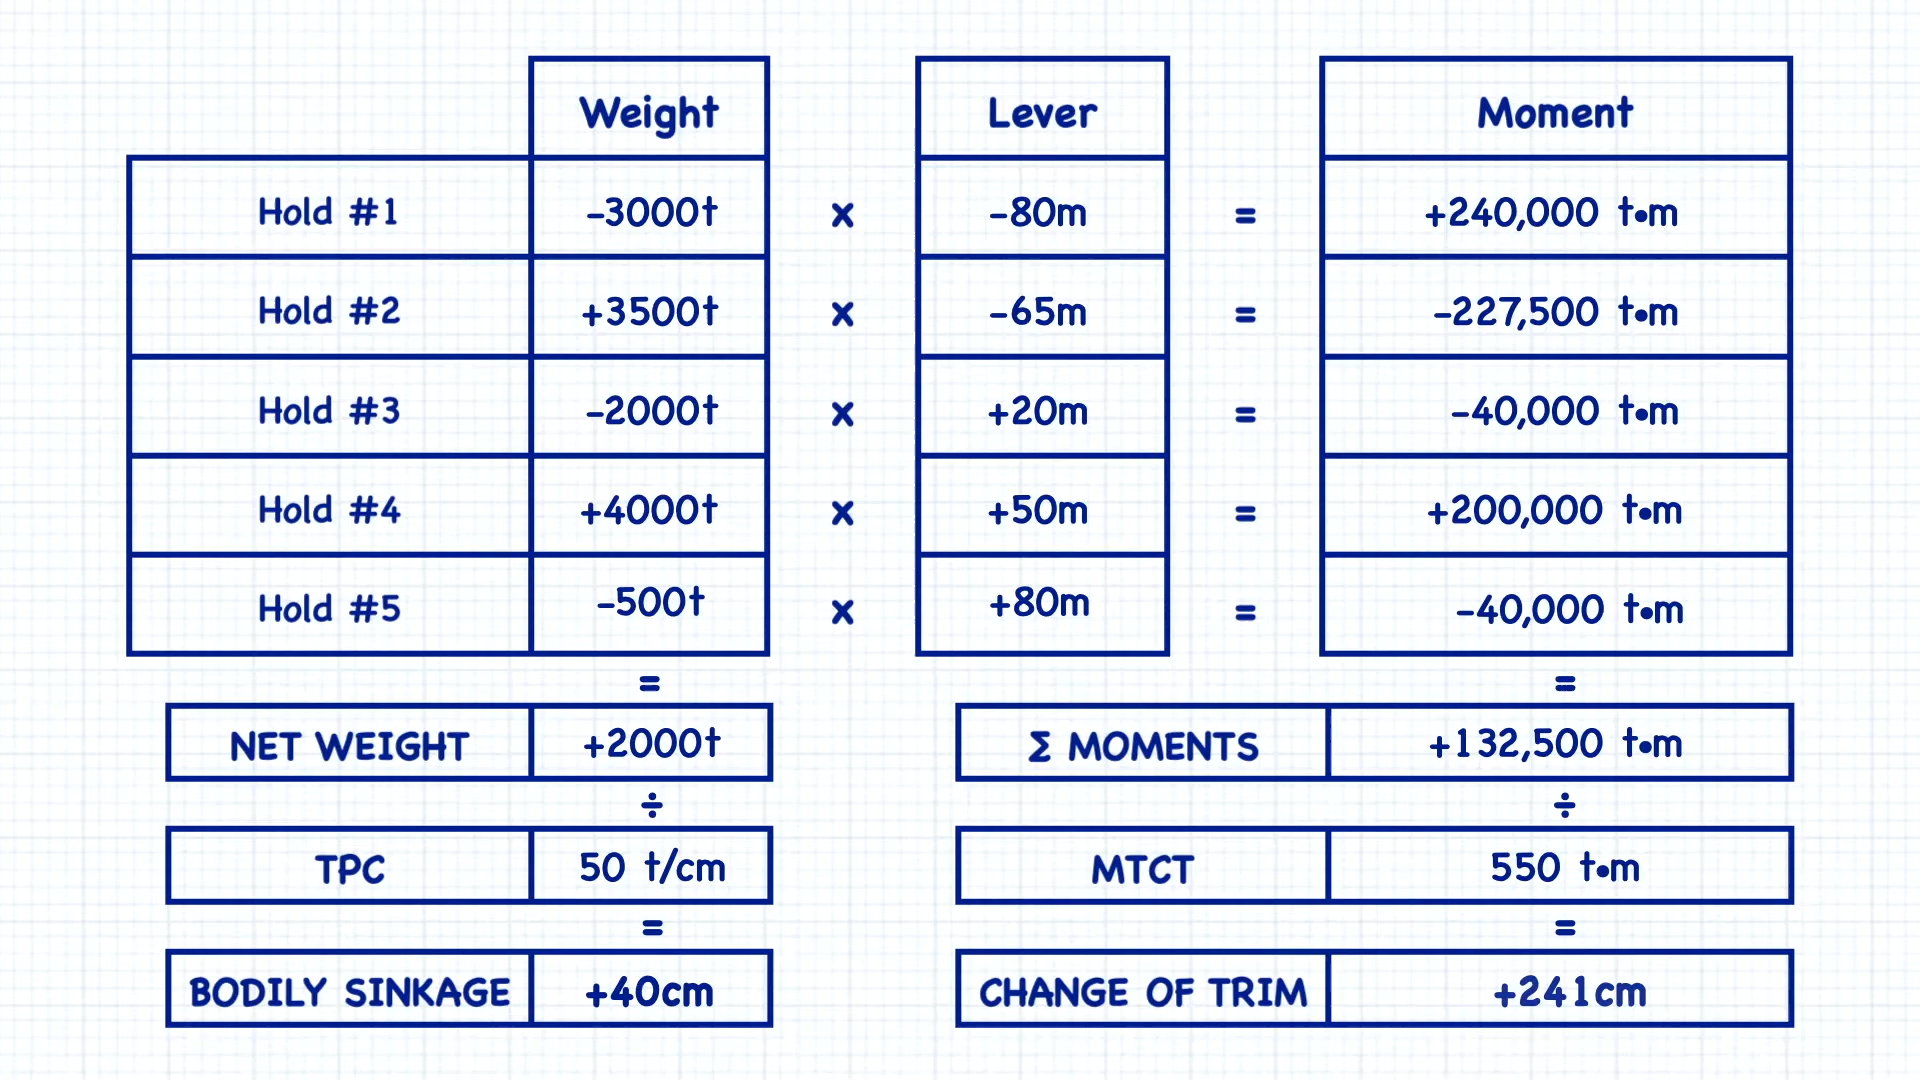 Weight Lever Moment
Hold #1 -3000t x -80m = +240,000 t•m
Hold #2 +3500t x -65m = -227,500 t•m
Hold #3 -2000t x +20m = -40,000 t•m
Hold #4 +4000t x +50m = +200,000 t•m
Hold #5 -500t x +80m = -40,000 t•m
= =
NET WEIGHT +2000t Σ MOMENTS +132,500 t•m
÷ ÷
TPC 50 t/cm MTCT 550 t•m
= =
BODILY SINKAGE +40cm CHANGE OF TRIM +241cm